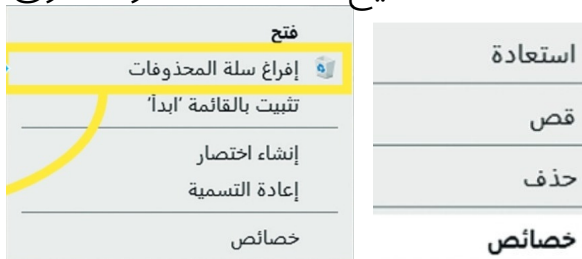 فتح
إفراغ سلة المحذوفات
تثبيت بالقائمة ’ابدأ‘
إنشاء اختصار
إعادة التسمية
خصائص
استعادة
قص
حذف
خصائص